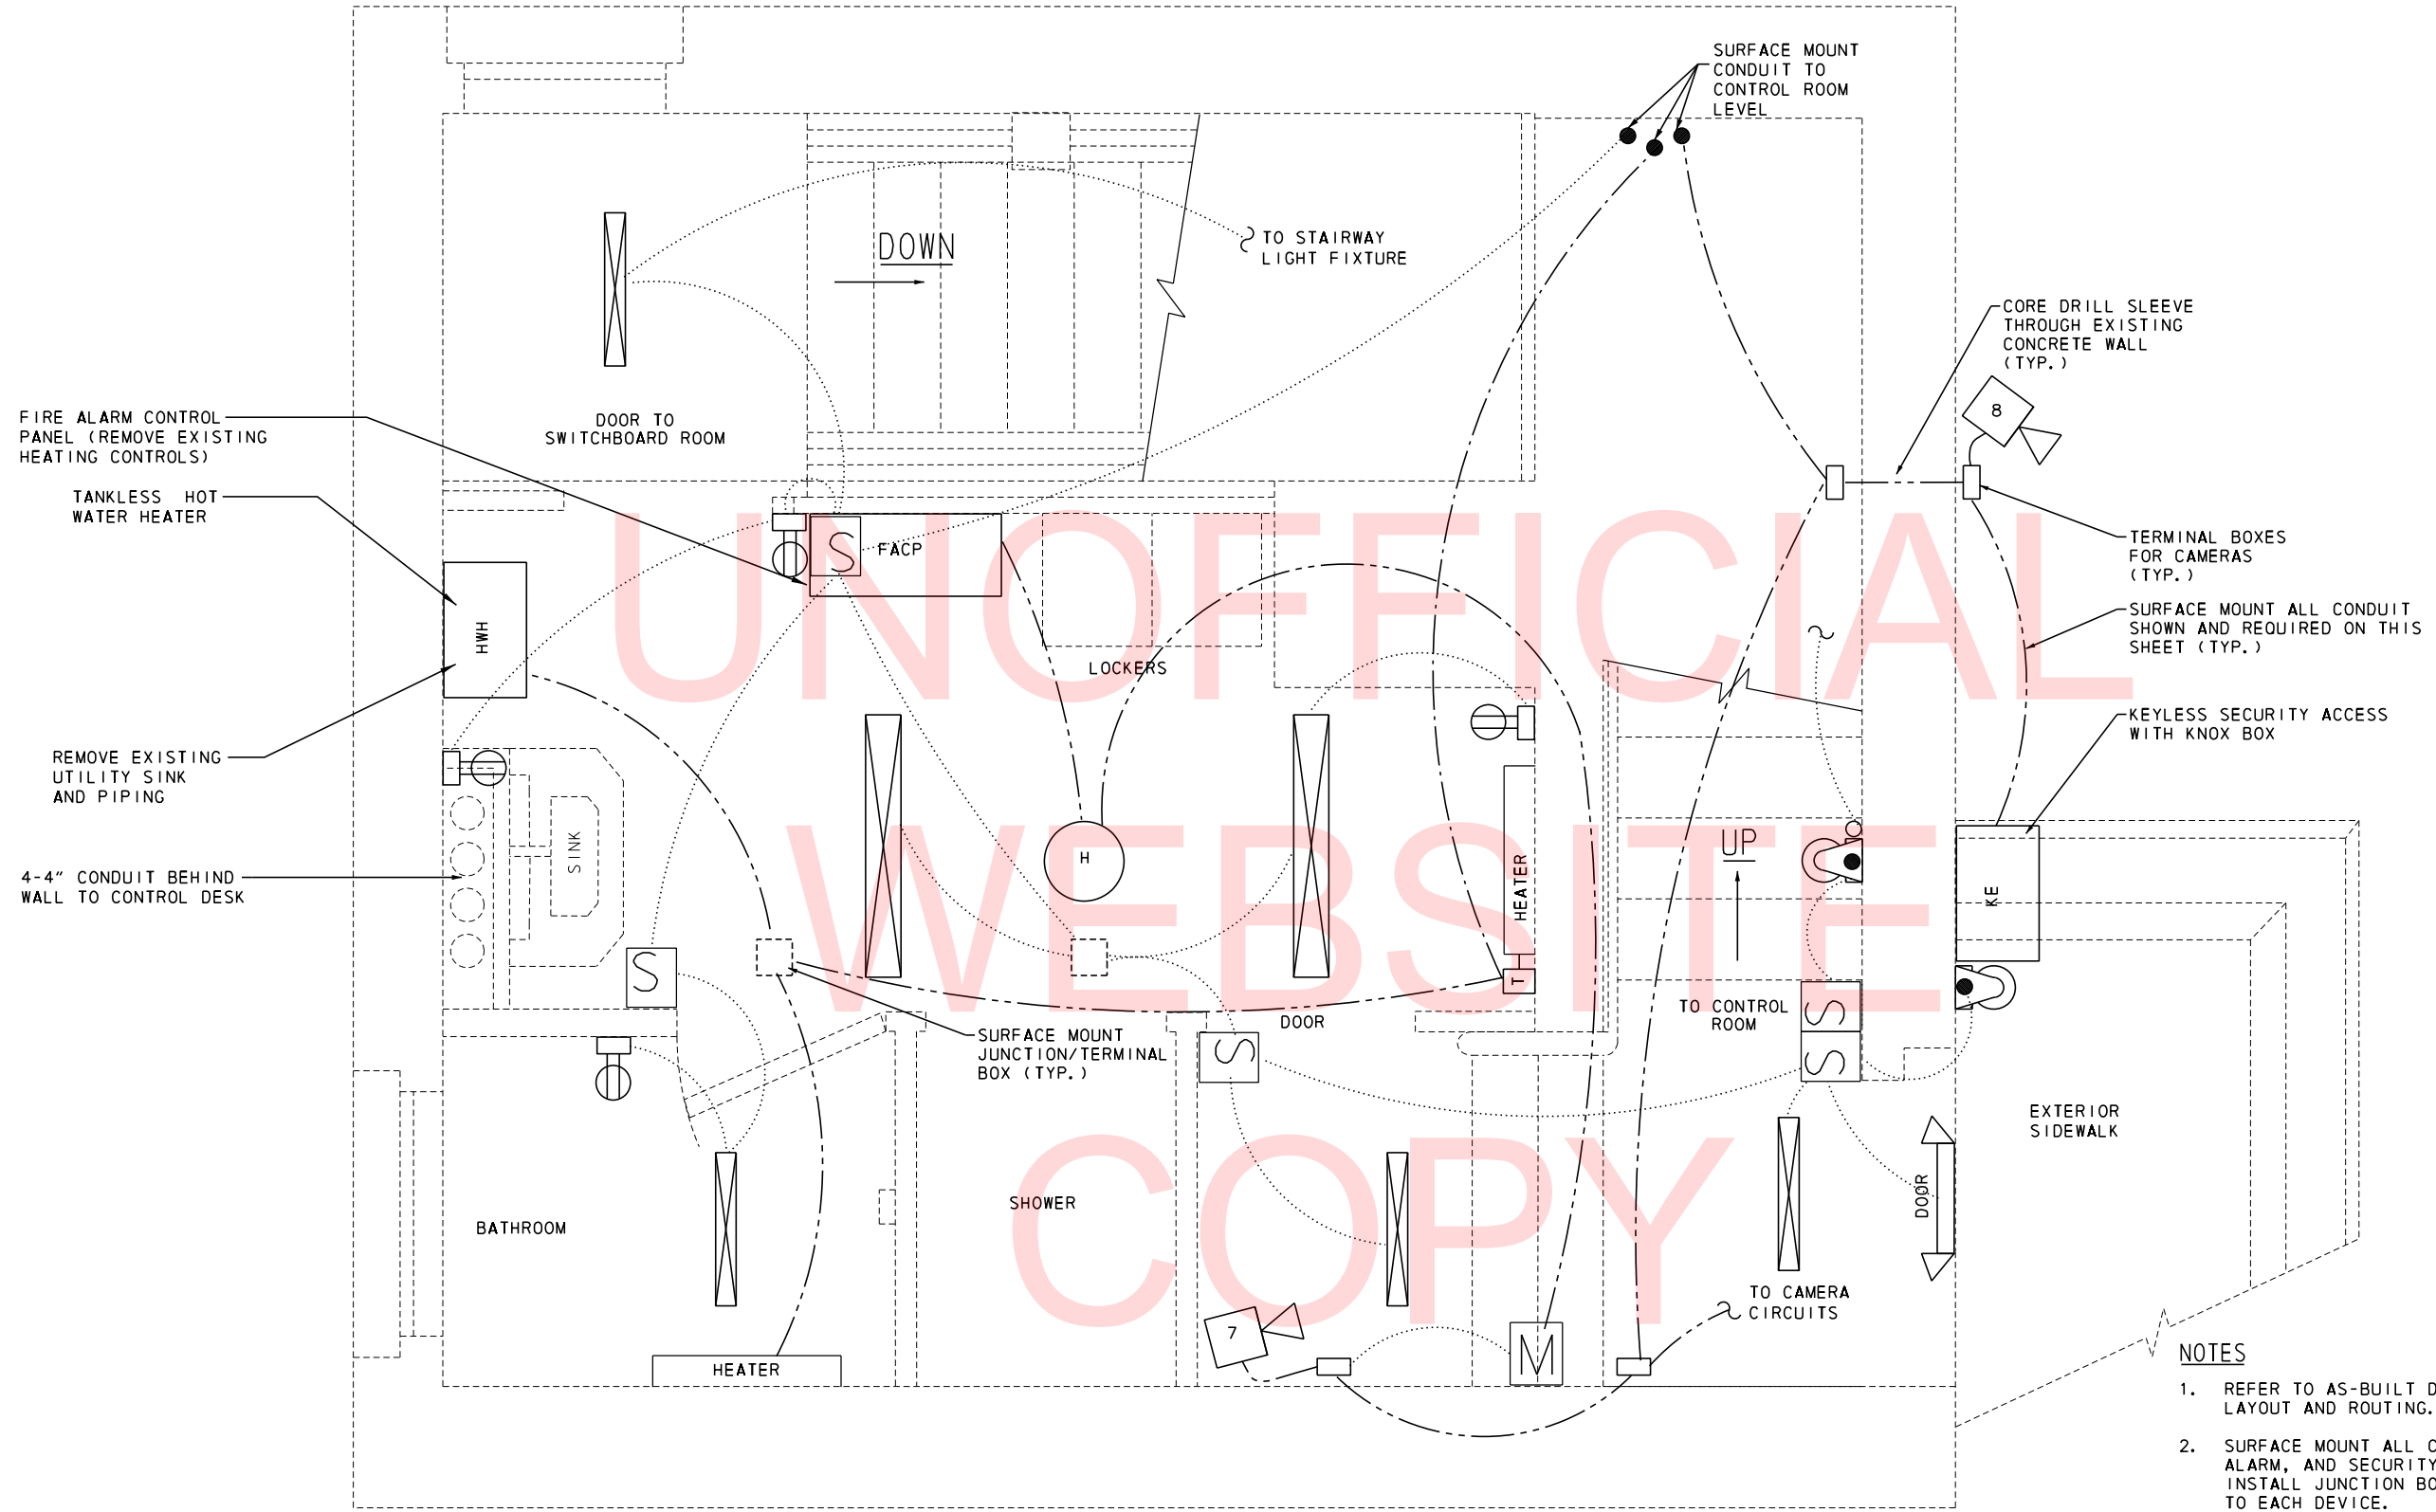 SURFACE MOUNT
CONDUIT TO
CONTROL ROOM
LEVEL
DOWN
TO STAIRWAY
LIGHT FIXTURE
CORE DRILL SLEEVE
THROUGH EXISTING
CONCRETE WALL
(TYP.)
8
FIRE ALARM CONTROL
PANEL (REMOVE EXISTING
HEATING CONTROLS)
DOOR TO
SWITCHBOARD ROOM
TANKLESS HOT
WATER HEATER
S
FACP
TERMINAL BOXES
FOR CAMERAS
(TYP.)
UNOFFICIAL
HWH
SURFACE MOUNT ALL CONDUIT
SHOWN AND REQUIRED ON THIS
SHEET (TYP.)
LOCKERS
KEYLESS SECURITY ACCESS
WITH KNOX BOX
REMOVE EXISTING
UTILITY SINK
AND PIPING
SINK
H
HEATER
UP
KE
4-4" CONDUIT BEHIND
WALL TO CONTROL DESK
WEBSITE
S
T
TO CONTROL
ROOM
S
S
DOOR
SURFACE MOUNT
JUNCTION/TERMINAL
BOX (TYP.)
S
EXTERIOR
SIDEWALK
DOOR
BATHROOM
SHOWER
COPY
TO CAMERA
CIRCUITS
7
M
HEATER
NOTES
1. REFER TO AS-BUILT D
LAYOUT AND ROUTING.
2. SURFACE MOUNT ALL C
ALARM, AND SECURITY
INSTALL JUNCTION BO
TO EACH DEVICE.